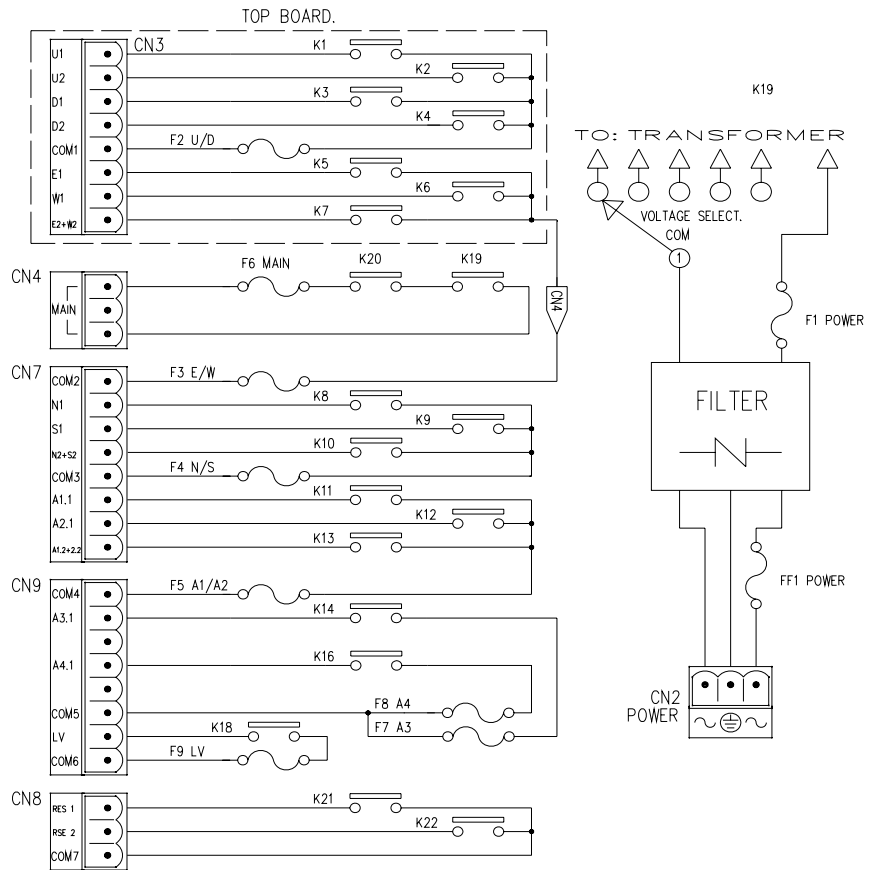 TOP BOARD.
CN3
U1
K1
U2
K2
D1
K3
K19
D2
K4
COM1
F2 U/D
TO: TRANSFORMER
E1
K5
W1
K6
E2+W2
K7
VOLTAGE SELECT.
COM
1
CN4
MAIN
F6 MAIN
K20
K19
CN4
F1 POWER
CN7
COM2
F3 E/W
N1
K8
S1
K9
N2+S2
K10
COM3
F4 N/S
A1.1
K11
A2.1
K12
A1.2+2.2
K13
FILTER
N
CN9
COM4
F5 A1/A2
A3.1
K14
A4.1
K16
COM5
F8 A4
F7 A3
LV
K18
COM6
F9 LV
FF1 POWER
CN2
POWER
CN8
RES 1
K21
RSE 2
K22
COM7